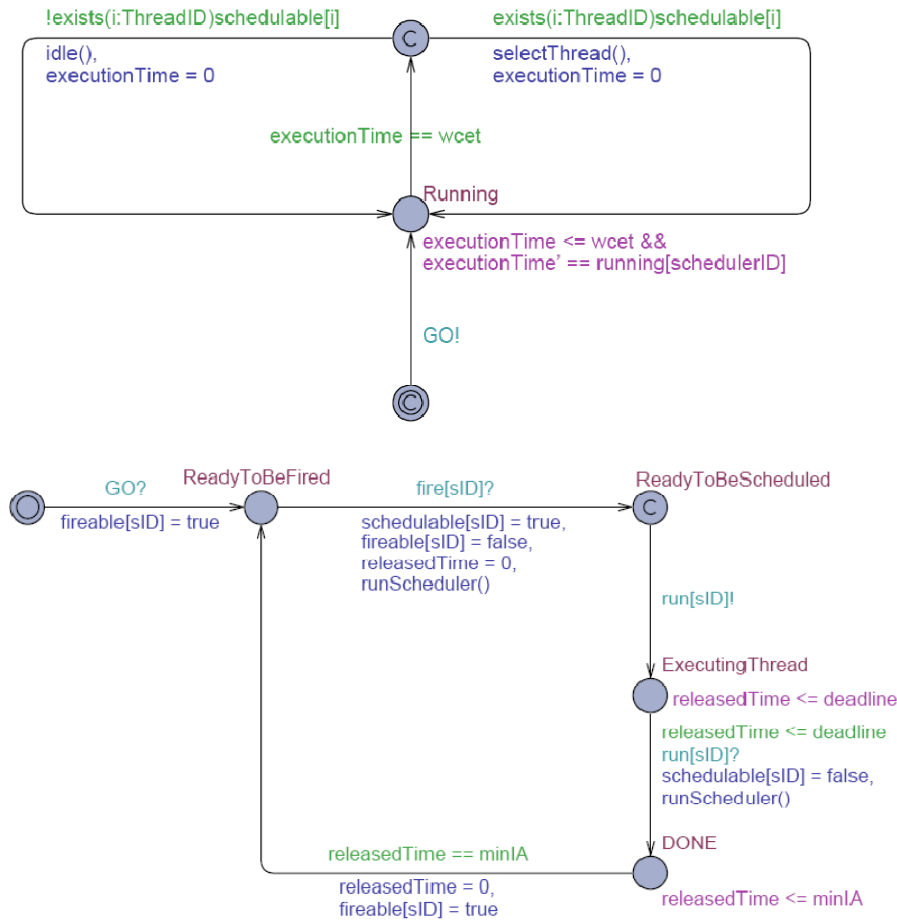 !exists(i:ThreadID)schedulable[i]
exists(i:ThreadID)schedulable[i]
C
idle(),
executionTime = 0
selectThread(),
executionTime = 0
executionTime == wcet
Running
executionTime <= wcet &&
executionTime' == running[schedulerID]
GO!
C
GO?
fireable[sID] = true
ReadyToBeFired
fire[sID]?
schedulable[sID] = true,
fireable[sID] = false,
releasedTime = 0,
runScheduler()
ReadyToBeScheduled
C
run[sID]!
ExecutingThread
releasedTime <= deadline
releasedTime <= deadline
run[sID]?
schedulable[sID] = false,
runScheduler()
DONE
releasedTime <= minIA
releasedTime == minIA
releasedTime = 0,
fireable[sID] = true